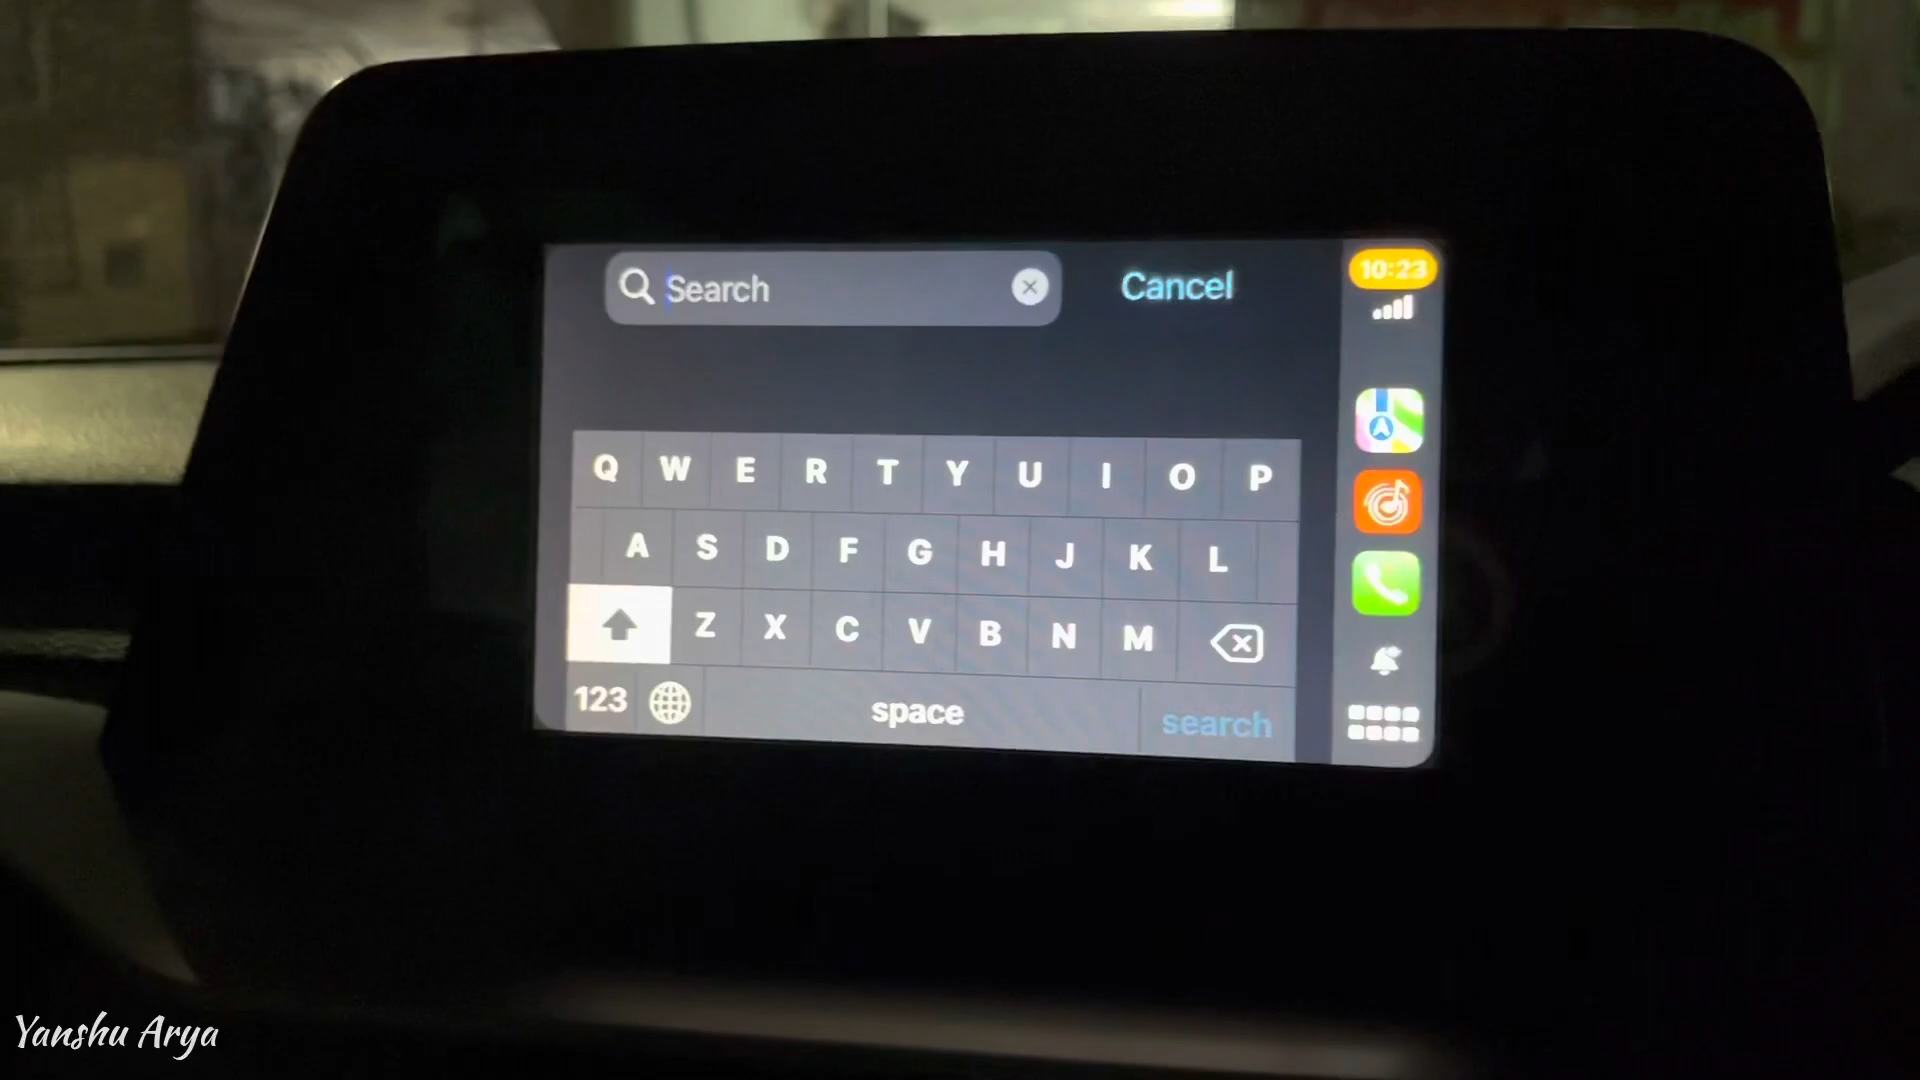 Search
Cancel
10:23
Q W E R T Y U I O P
A S D F G H J K L
Z X C V B N M
123 space search
Yanshu Arya